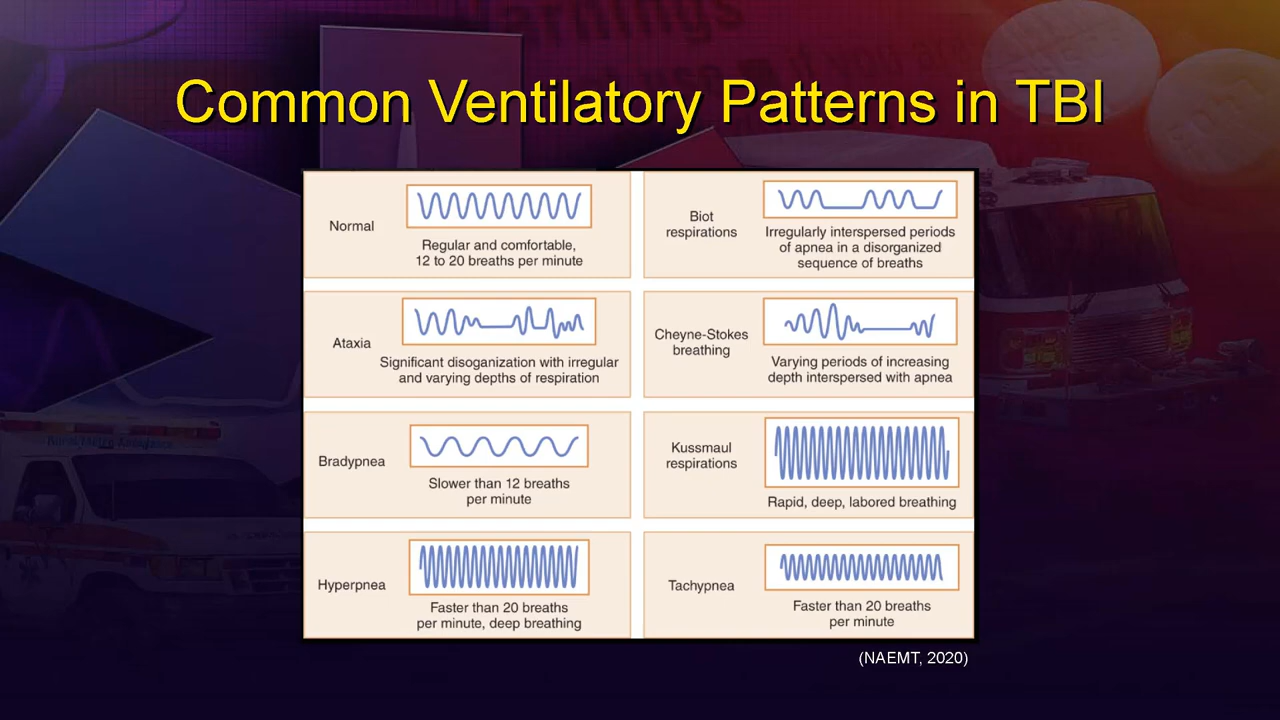 Common Ventilatory Patterns in TBI
Normal
Regular and comfortable,
12 to 20 breaths per minute
Biot
respirations
Irregularly interspersed periods
of apnea in a disorganized
sequence of breaths
Ataxia
Significant disoganization with irregular
and varying depths of respiration
Cheyne-Stokes
breathing
Varying periods of increasing
depth interspersed with apnea
Bradypnea
Slower than 12 breaths
per minute
Kussmaul
respirations
Rapid, deep, labored breathing
Hyperpnea
Faster than 20 breaths
per minute, deep breathing
Tachypnea
Faster than 20 breaths
per minute
(NAEMT, 2020)